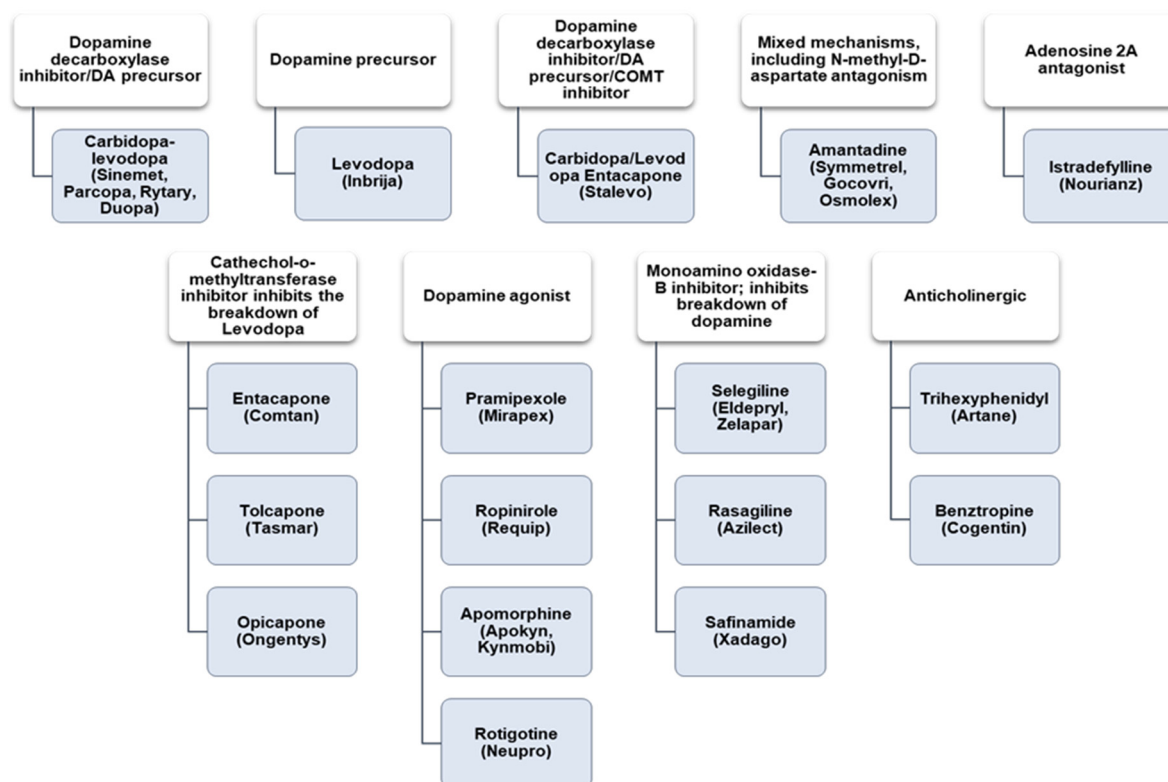 Dopamine
decarboxylase
inhibitor/DA precursor
Carbidopa-
levodopa
(Sinemet,
Parcopa, Rytary,
Duopa)
Dopamine precursor
Levodopa
(Inbrija)
Dopamine
decarboxylase
inhibitor/DA
precursor/COMT
inhibitor
Carbidopa/Levod
opa Entacapone
(Stalevo)
Mixed mechanisms,
including N-methyl-D-
aspartate antagonism
Amantadine
(Symmetrel,
Gocovri,
Osmolex)
Adenosine 2A
antagonist
Istradefylline
(Nourianz)
Cathechol-o-
methyltransferase
inhibitor inhibits the
breakdown of
Levodopa
Entacapone
(Comtan)
Tolcapone
(Tasmar)
Opicapone
(Ongentys)
Dopamine agonist
Pramipexole
(Mirapex)
Ropinirole
(Requip)
Apomorphine
(Apokyn,
Kynmobi)
Rotigotine
(Neupro)
Monoamino oxidase-
B inhibitor; inhibits
breakdown of
dopamine
Selegiline
(Eldepryl,
Zelapar)
Rasagiline
(Azilect)
Safinamide
(Xadago)
Anticholinergic
Trihexyphenidyl
(Artane)
Benztropine
(Cogentin)